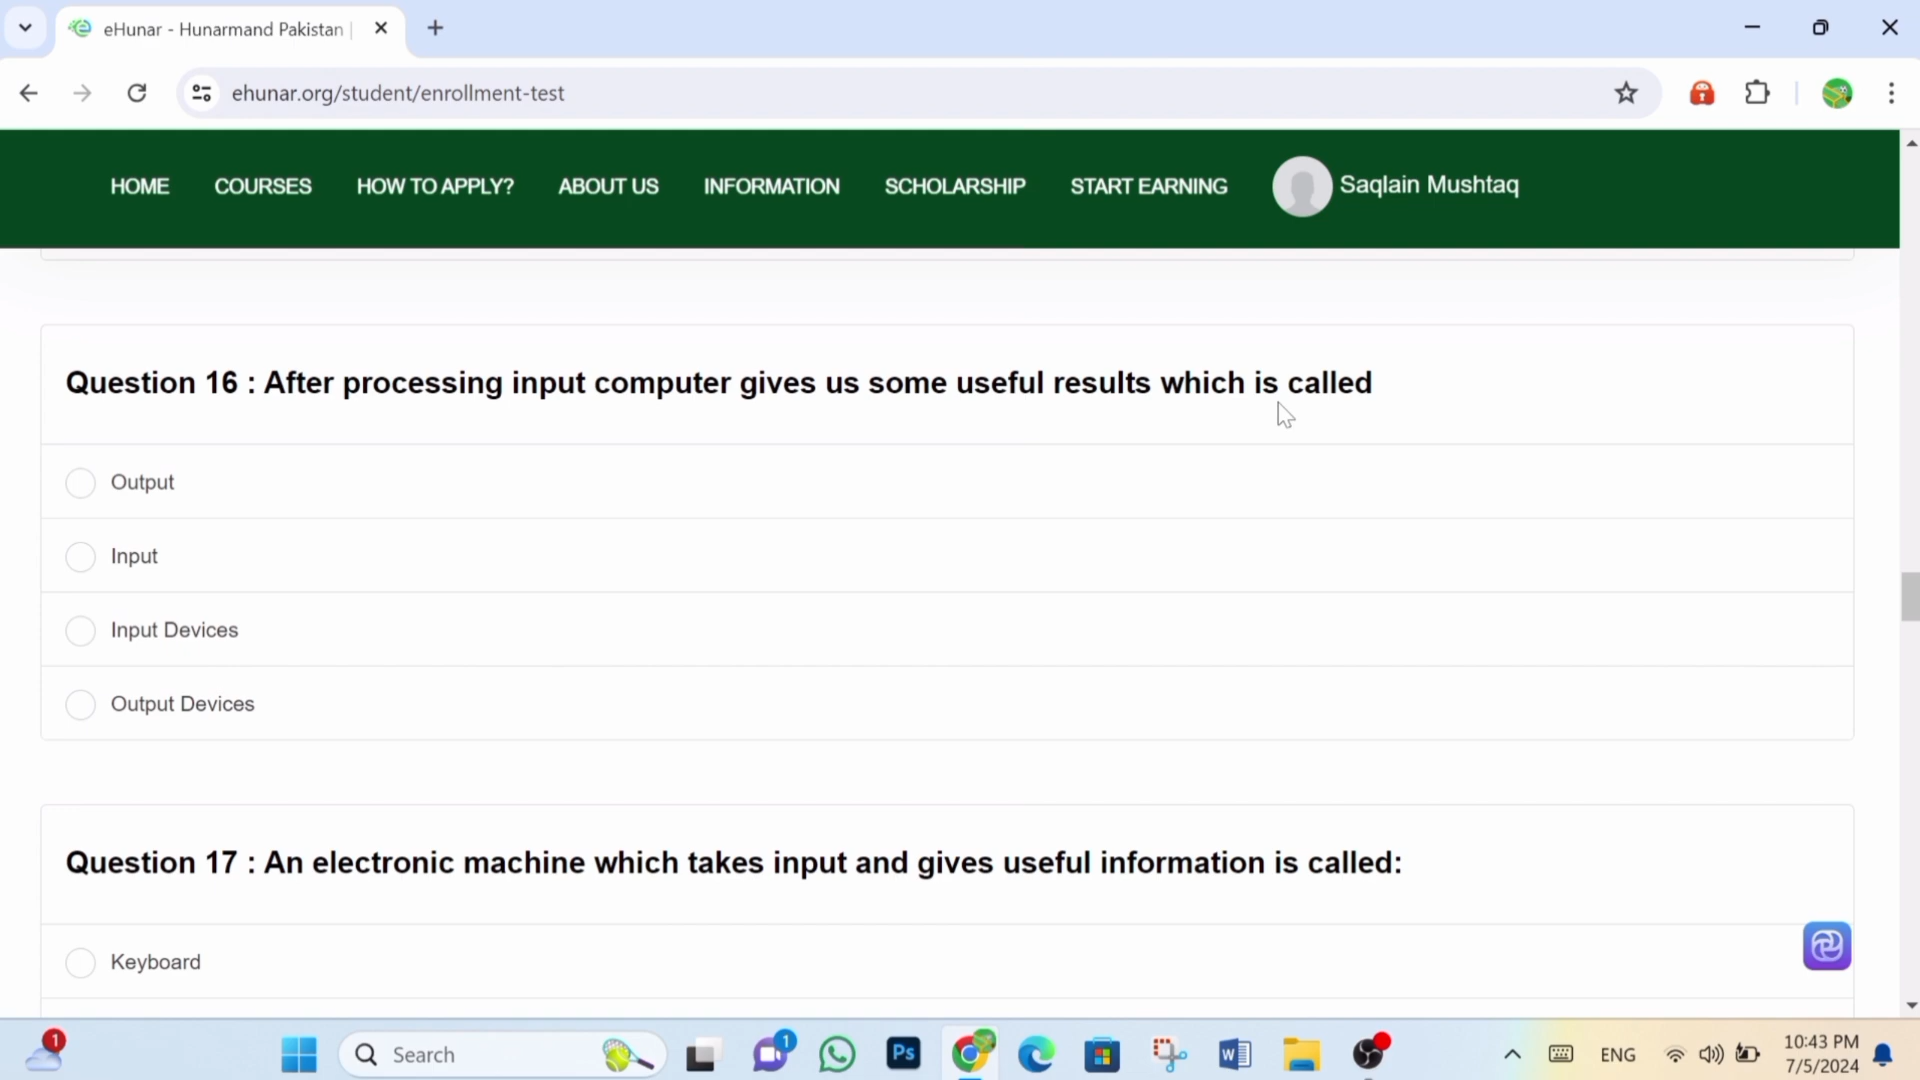 eHunar - Hunarmand Pakistan |
ehunar.org/student/enrollment-test
HOME COURSES HOW TO APPLY? ABOUT US INFORMATION SCHOLARSHIP START EARNING Saqlain Mushtaq
Question 16 : After processing input computer gives us some useful results which is called
Output
Input
Input Devices
Output Devices
Question 17 : An electronic machine which takes input and gives useful information is called:
Keyboard
1
Search
1
Ps
W
ENG
10:43 PM
7/5/2024